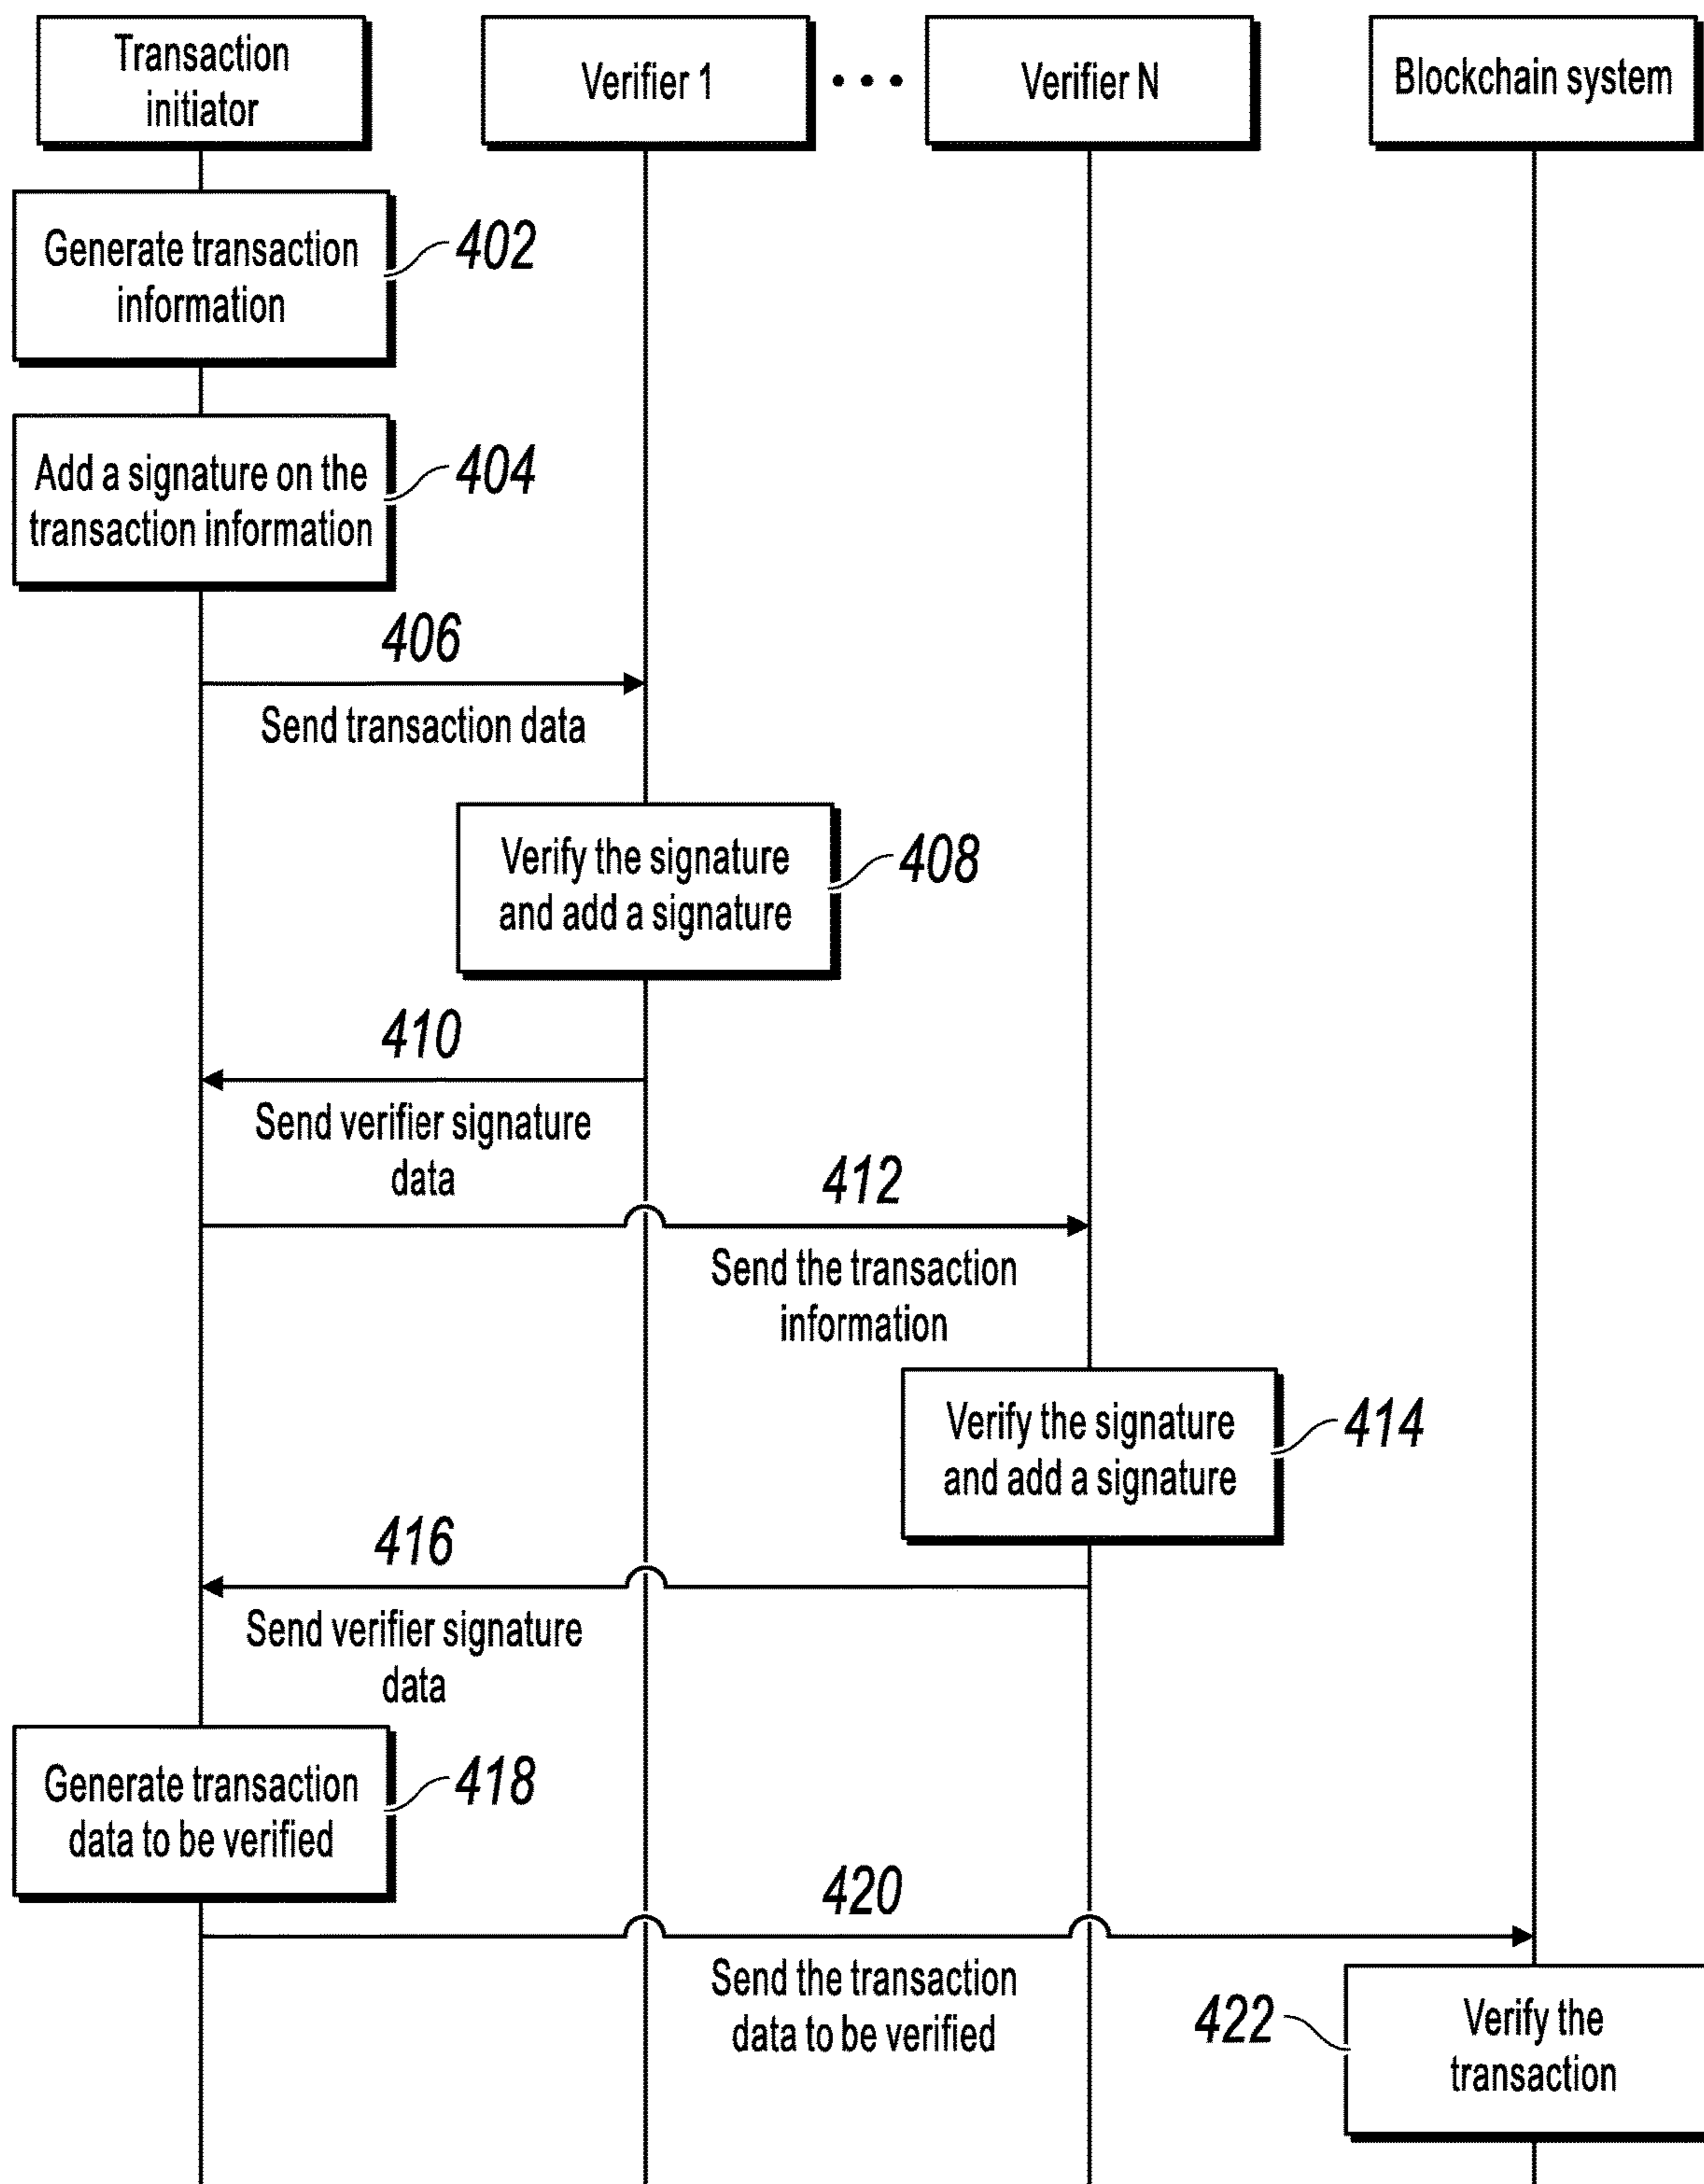 Transaction
initiator
Verifier 1
• • •
Verifier N
Blockchain system
Generate transaction
information
402
Add a signature on the
transaction information
404
406
Send transaction data
Verify the signature
and add a signature
408
410
Send verifier signature
data
412
Send the transaction
information
Verify the signature
and add a signature
414
416
Send verifier signature
data
Generate transaction
data to be verified
418
420
Send the transaction
data to be verified
422
Verify the
transaction